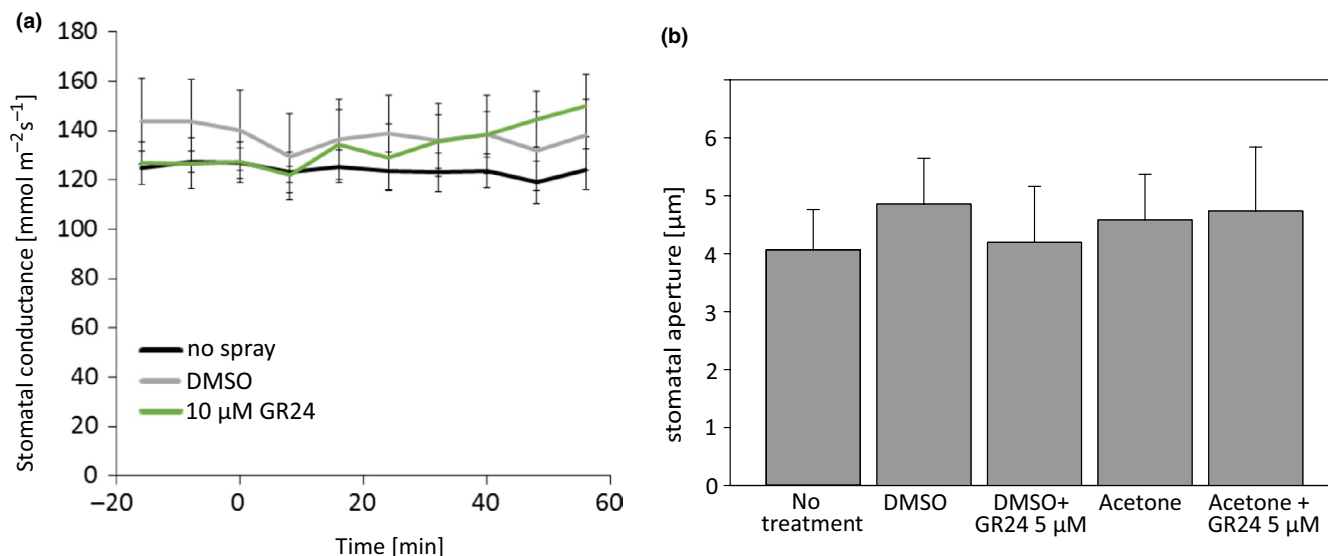 (a)
180
160
140
120
100
80
60
40
20
0
Stomatal conductance [mmol m−2 s−1]
no spray
DMSO
10 µM GR24
−20
0
20
40
60
Time [min]
(b)
6
5
4
3
2
1
0
stomatal aperture [µm]
No
treatment
DMSO
DMSO+
GR24 5 µM
Acetone
Acetone +
GR24 5 µM